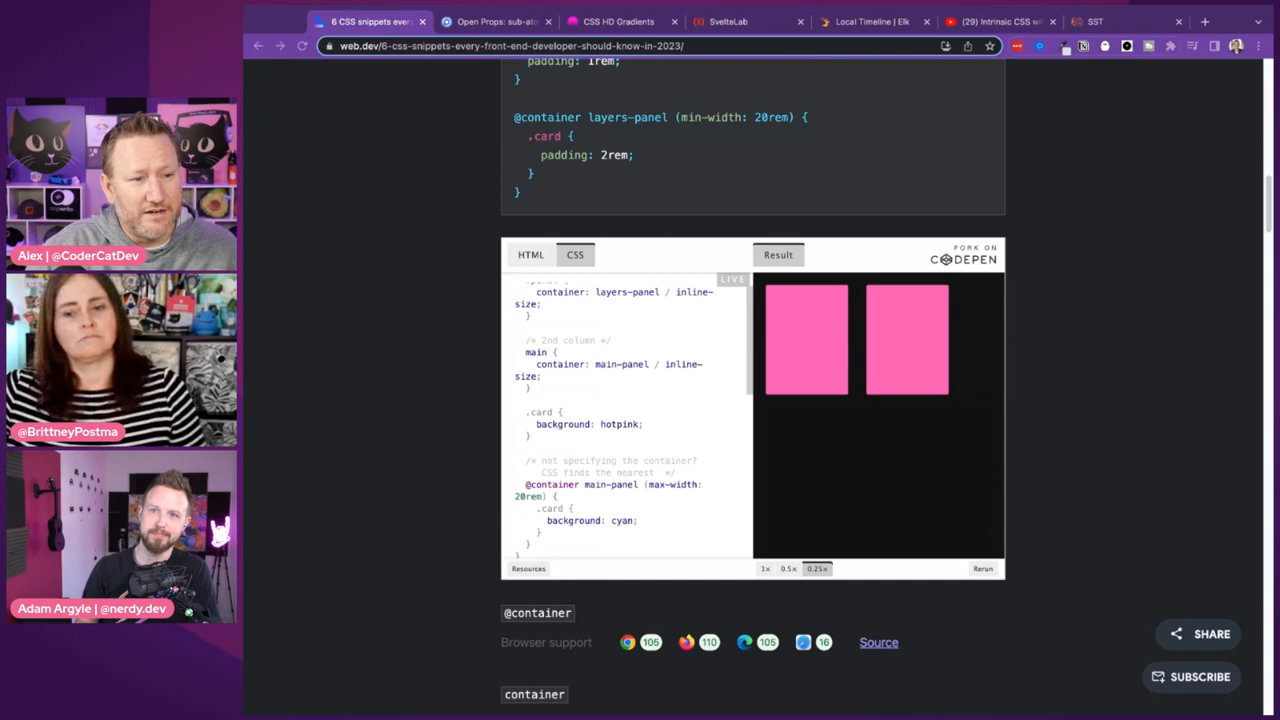 6 CSS snippets every
Open Props: sub-ato
CSS HD Gradients
SvelteLab
Local Timeline | Elk
(29) Intrinsic CSS wi
SST
web.dev/6-css-snippets-every-front-end-developer-should-know-in-2023/
padding: 1rem;
}
@container layers-panel (min-width: 20rem) {
.card {
padding: 2rem;
}
}
HTML
CSS
Result
FORK ON
CODEPEN
LIVE
container: layers-panel / inline-
size;
}
/* 2nd column */
main {
container: main-panel / inline-
size;
}
.card {
background: hotpink;
}
/* not specifying the container?
CSS finds the nearest */
@container main-panel (max-width:
20rem) {
.card {
background: cyan;
}
}
}
Resources
1×
0.5×
0.25×
Rerun
@container
Browser support
105
110
105
16
Source
container
SHARE
SUBSCRIBE
Alex | @CoderCatDev
@BrittneyPostma
Adam Argyle | @nerdy.dev